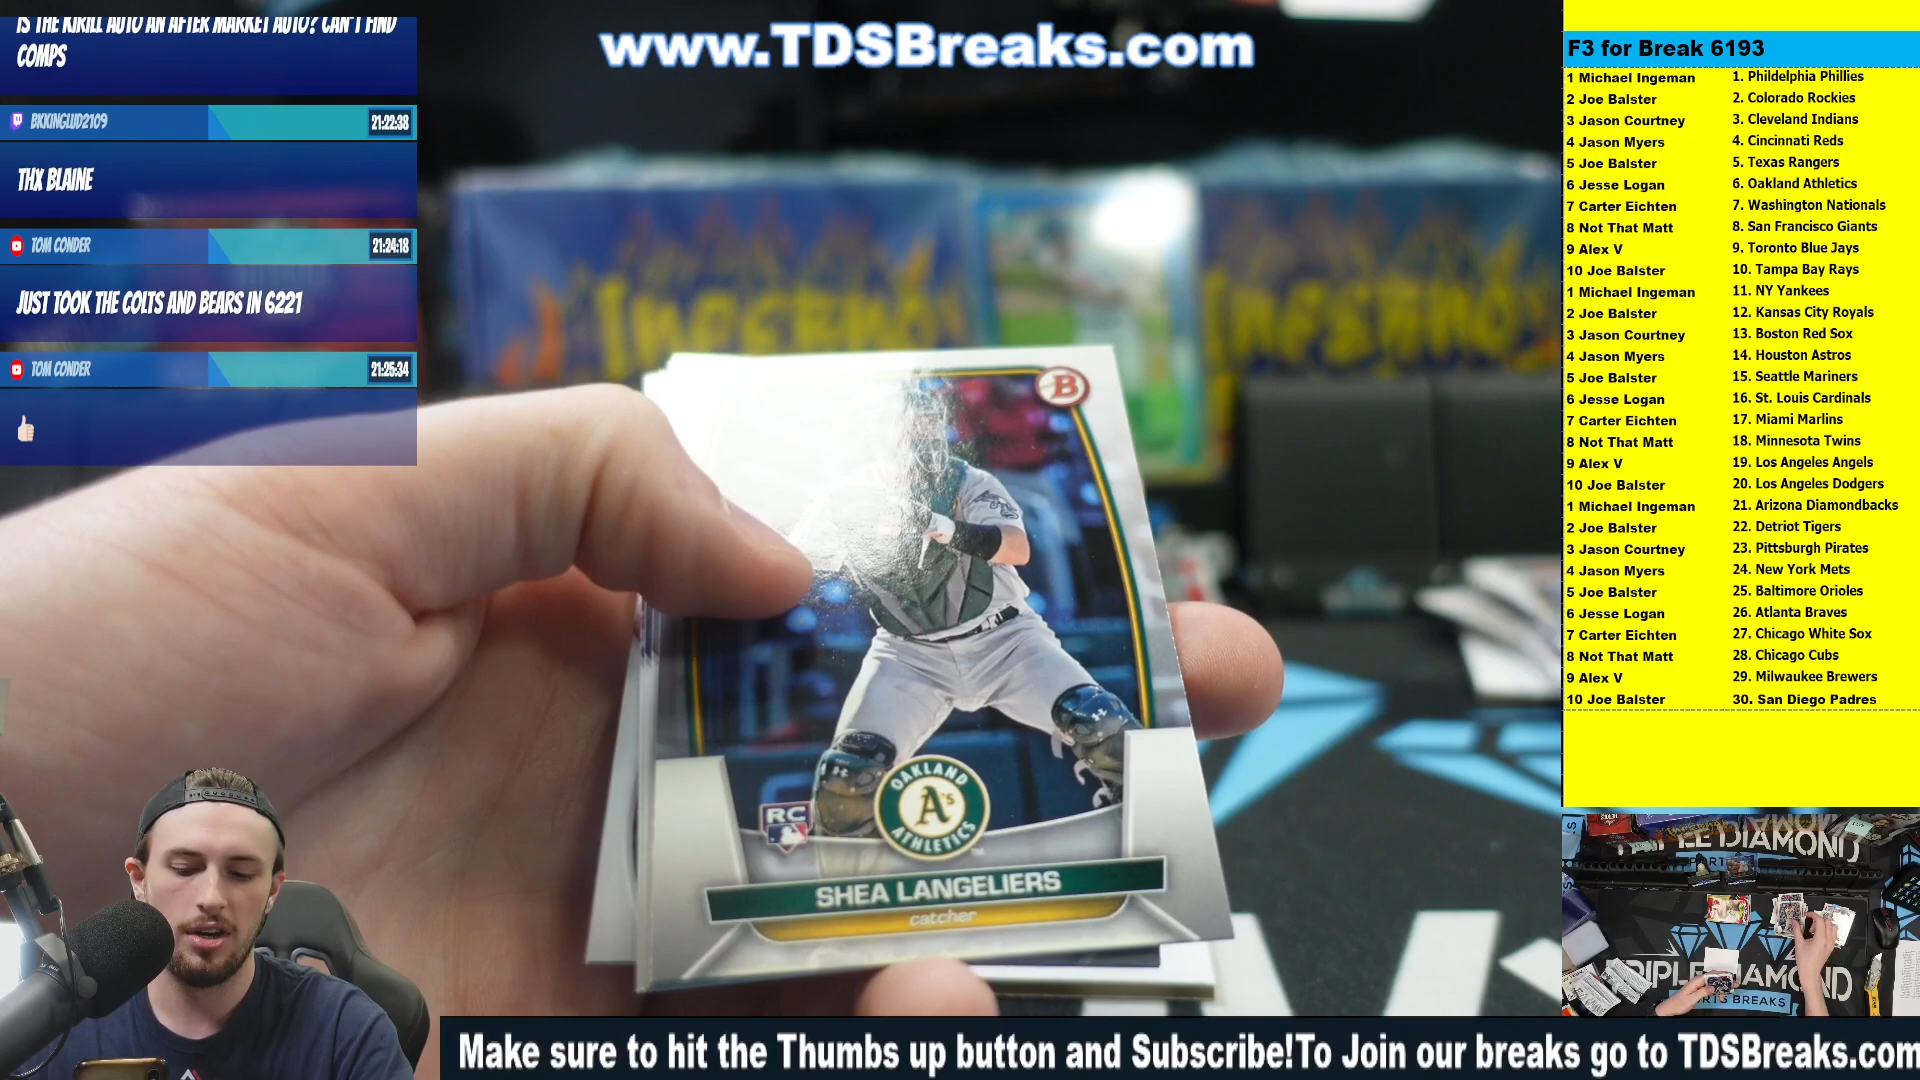 IS THE KIRILL AUTO AN AFTER MARKET AUTO? CAN'T FIND
COMPS
BKKINGLUD2109
21:22:38
THX BLAINE
TOM CONDER
21:24:18
JUST TOOK THE COLTS AND BEARS IN 6221
TOM CONDER
21:25:34
👍🏻
www.TDSBreaks.com
INFERNO
INFERNO
B
RC
OAKLAND
A's
ATHLETICS
SHEA LANGELIERS
catcher
F3 for Break 6193
1 Michael Ingeman 1. Phildelphia Phillies
2 Joe Balster 2. Colorado Rockies
3 Jason Courtney 3. Cleveland Indians
4 Jason Myers 4. Cincinnati Reds
5 Joe Balster 5. Texas Rangers
6 Jesse Logan 6. Oakland Athletics
7 Carter Eichten 7. Washington Nationals
8 Not That Matt 8. San Francisco Giants
9 Alex V 9. Toronto Blue Jays
10 Joe Balster 10. Tampa Bay Rays
1 Michael Ingeman 11. NY Yankees
2 Joe Balster 12. Kansas City Royals
3 Jason Courtney 13. Boston Red Sox
4 Jason Myers 14. Houston Astros
5 Joe Balster 15. Seattle Mariners
6 Jesse Logan 16. St. Louis Cardinals
7 Carter Eichten 17. Miami Marlins
8 Not That Matt 18. Minnesota Twins
9 Alex V 19. Los Angeles Angels
10 Joe Balster 20. Los Angeles Dodgers
1 Michael Ingeman 21. Arizona Diamondbacks
2 Joe Balster 22. Detriot Tigers
3 Jason Courtney 23. Pittsburgh Pirates
4 Jason Myers 24. New York Mets
5 Joe Balster 25. Baltimore Orioles
6 Jesse Logan 26. Atlanta Braves
7 Carter Eichten 27. Chicago White Sox
8 Not That Matt 28. Chicago Cubs
9 Alex V 29. Milwaukee Brewers
10 Joe Balster 30. San Diego Padres
Make sure to hit the Thumbs up button and Subscribe!To Join our breaks go to TDSBreaks.com